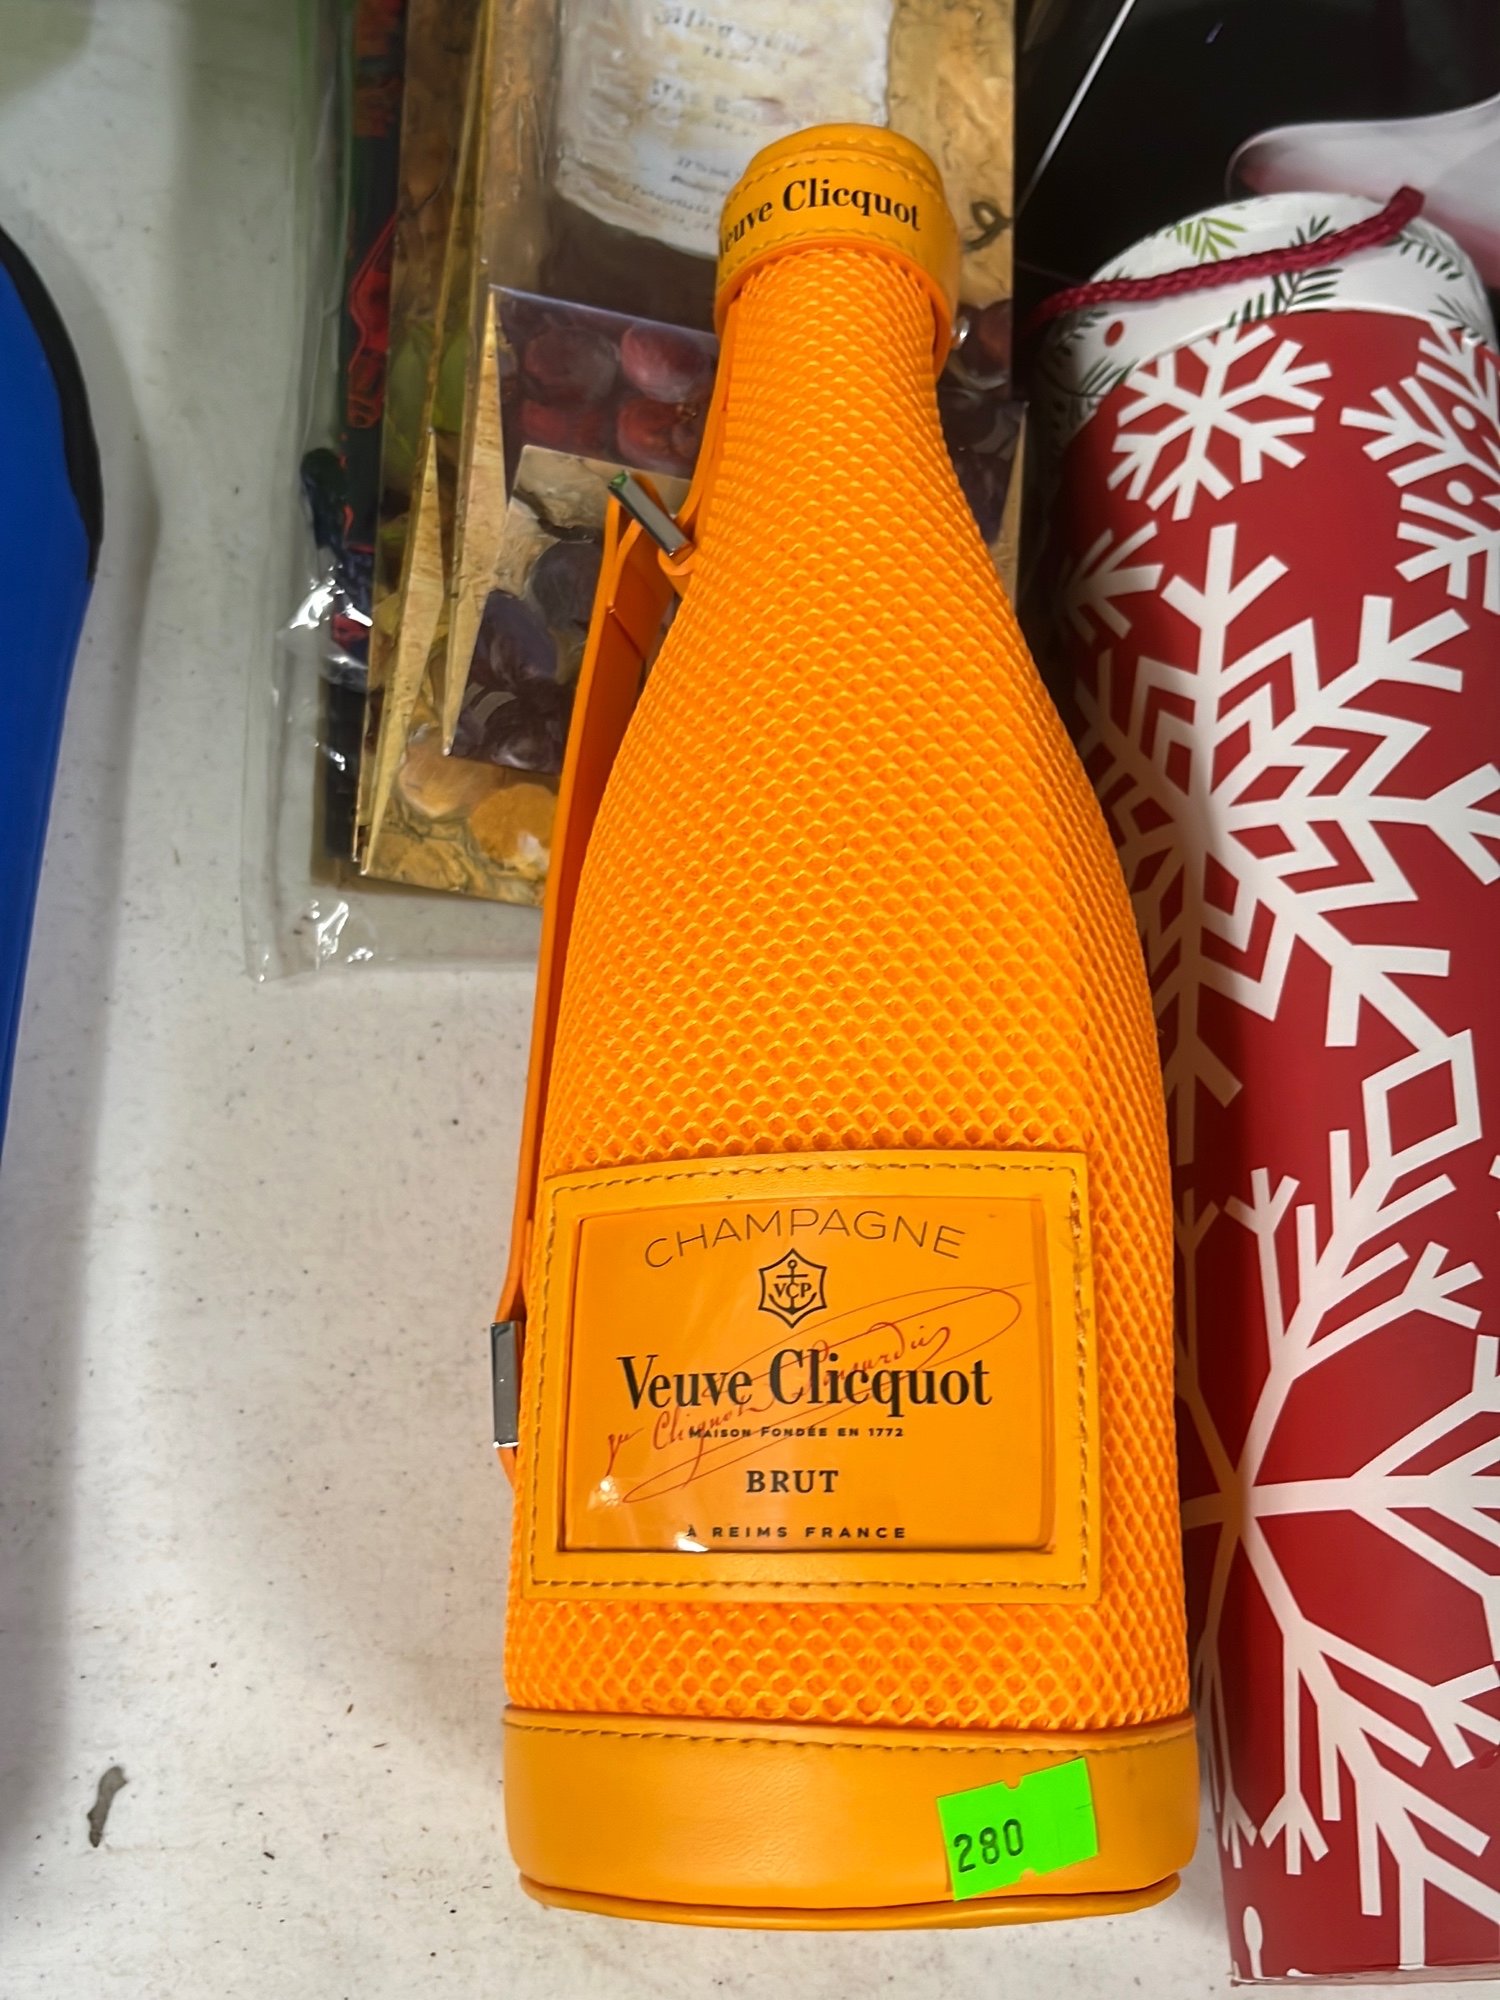 Veuve Clicquot
CHAMPAGNE
VCP
Veuve Clicquot
MAISON FONDÉE EN 1772
BRUT
À REIMS FRANCE
280